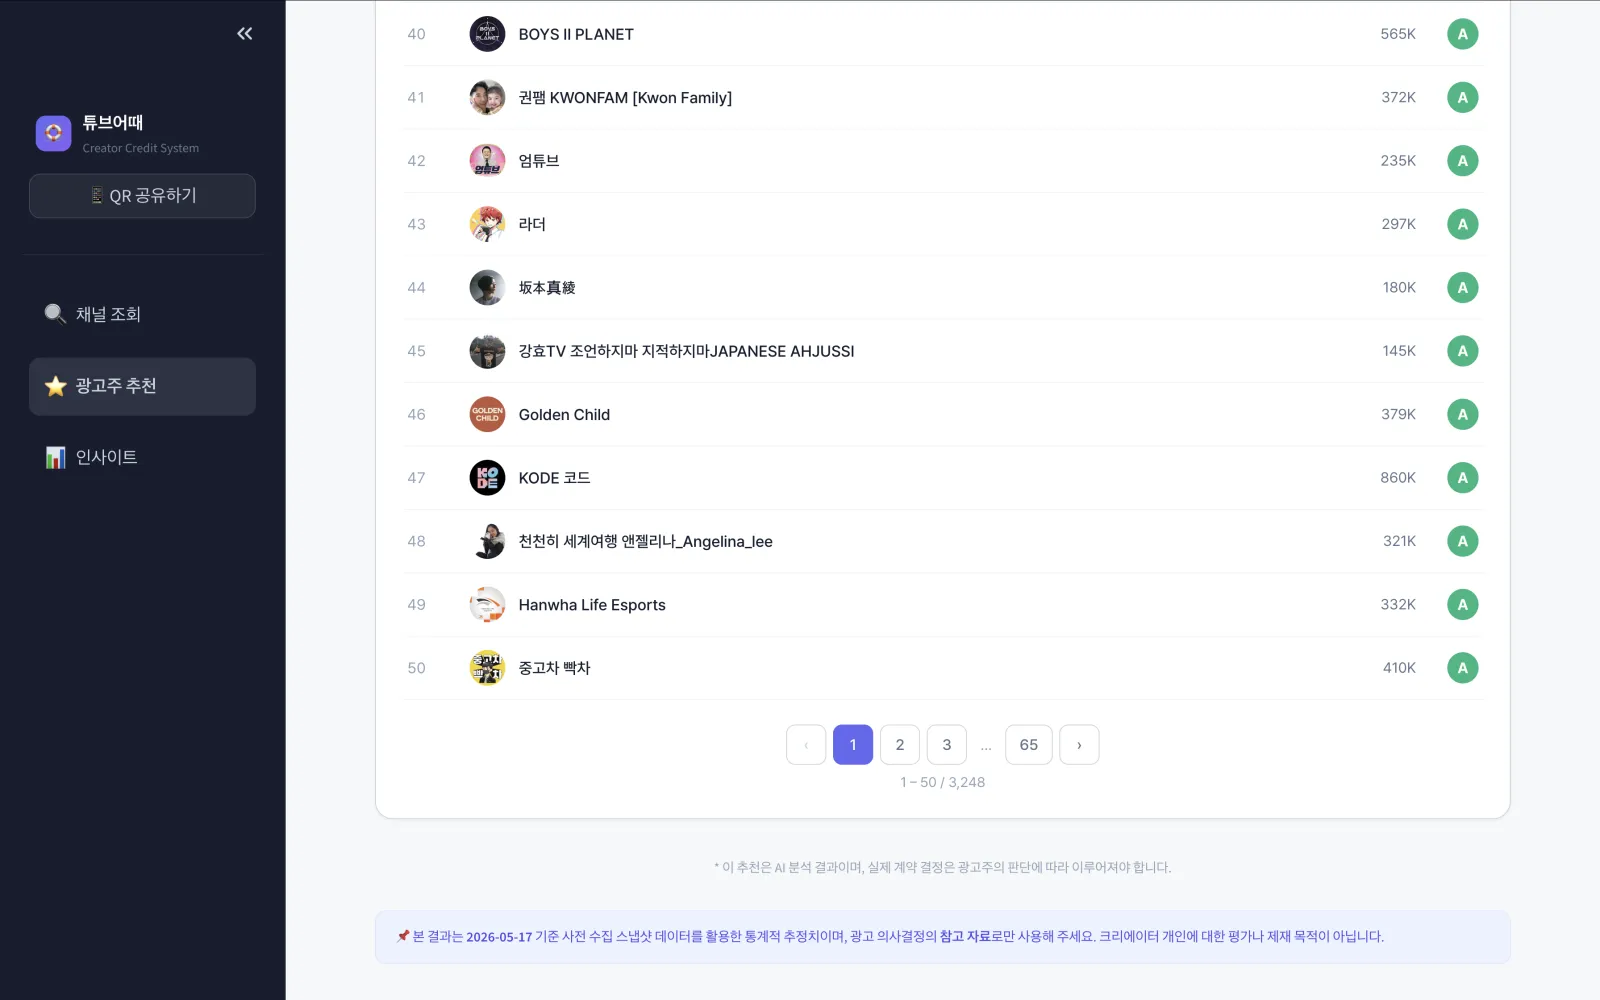 튜브어때
Creator Credit System
QR 공유하기
채널 조회
광고주 추천
인사이트
40 BOYS II PLANET 565K A
41 권팸 KWONFAM [Kwon Family] 372K A
42 엄튜브 235K A
43 라더 297K A
44 坂本真綾 180K A
45 강효TV 조언하지마 지적하지마JAPANESE AHJUSSI 145K A
46 GOLDEN CHILD Golden Child 379K A
47 KODE KODE 코드 860K A
48 천천히 세계여행 앤젤리나_Angelina_lee 321K A
49 Hanwha Life Esports 332K A
50 중고차 빡차 410K A
‹ 1 2 3 ... 65 ›
1 – 50 / 3,248
* 이 추천은 AI 분석 결과이며, 실제 계약 결정은 광고주의 판단에 따라 이루어져야 합니다.
본 결과는 2026-05-17 기준 사전 수집 스냅샷 데이터를 활용한 통계적 추정치이며, 광고 의사결정의 참고 자료로만 사용해 주세요. 크리에이터 개인에 대한 평가나 제재 목적이 아닙니다.